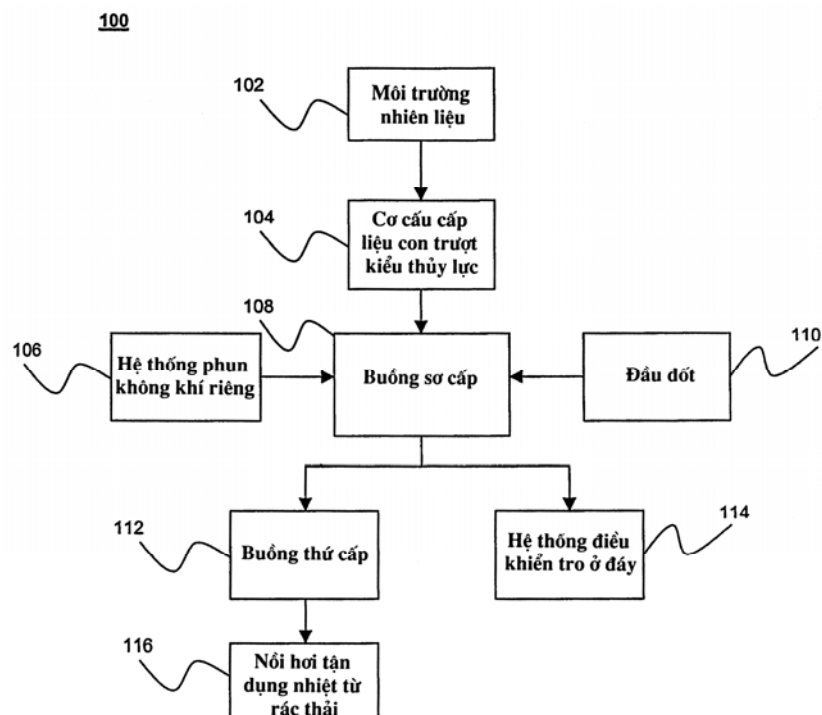 100
102
Môi trường
nhiên liệu
104
Cơ cấu cấp
liệu con trượt
kiểu thủy lực
108
106
Hệ thống phun
không khí riêng
Buồng sơ cấp
Đầu đốt
110
112
Buồng thứ cấp
Hệ thống điều
khiển tro ở đáy
114
116
Nồi hơi tận
dụng nhiệt từ
rác thải